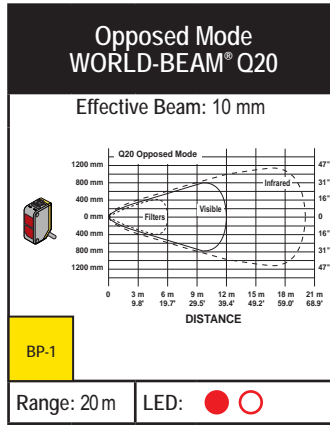 Opposed Mode
WORLD-BEAM® Q20
Effective Beam: 10 mm
Q20 Opposed Mode
1200 mm 47"
800 mm Infrared 31"
400 mm 16"
0 mm Filters Visible 0
400 mm 16"
800 mm 31"
1200 mm 47"
0 3 m 6 m 9 m 12 m 15 m 18 m 21 m
9.8' 19.7' 29.5' 39.4' 49.2' 59.0' 68.9'
DISTANCE
BP-1
Range: 20 m LED: